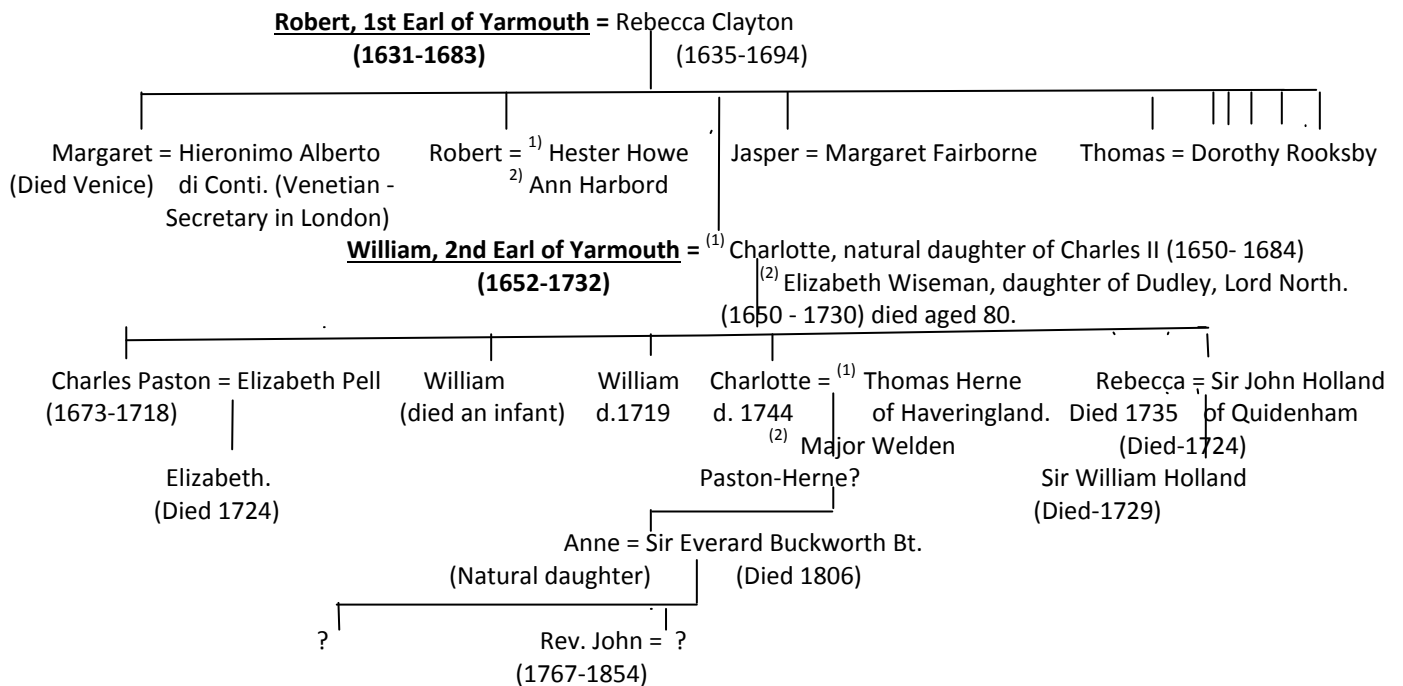 Robert, 1st Earl of Yarmouth = Rebecca Clayton
(1631-1683) (1635-1694)
Margaret = Hieronimo Alberto Robert = 1) Hester Howe Jasper = Margaret Fairborne Thomas = Dorothy Rooksby
(Died Venice) di Conti. (Venetian - 2) Ann Harbord
Secretary in London)
William, 2nd Earl of Yarmouth = (1) Charlotte, natural daughter of Charles II (1650- 1684)
(1652-1732) (2) Elizabeth Wiseman, daughter of Dudley, Lord North.
(1650 - 1730) died aged 80.
Charles Paston = Elizabeth Pell William William Charlotte = (1) Thomas Herne Rebecca = Sir John Holland
(1673-1718) (died an infant) d.1719 d. 1744 of Haveringland. Died 1735 of Quidenham
(2) Major Welden (Died-1724)
Elizabeth. Paston-Herne? Sir William Holland
(Died 1724) (Died-1729)
Anne = Sir Everard Buckworth Bt.
(Natural daughter) (Died 1806)
? Rev. John = ?
(1767-1854)